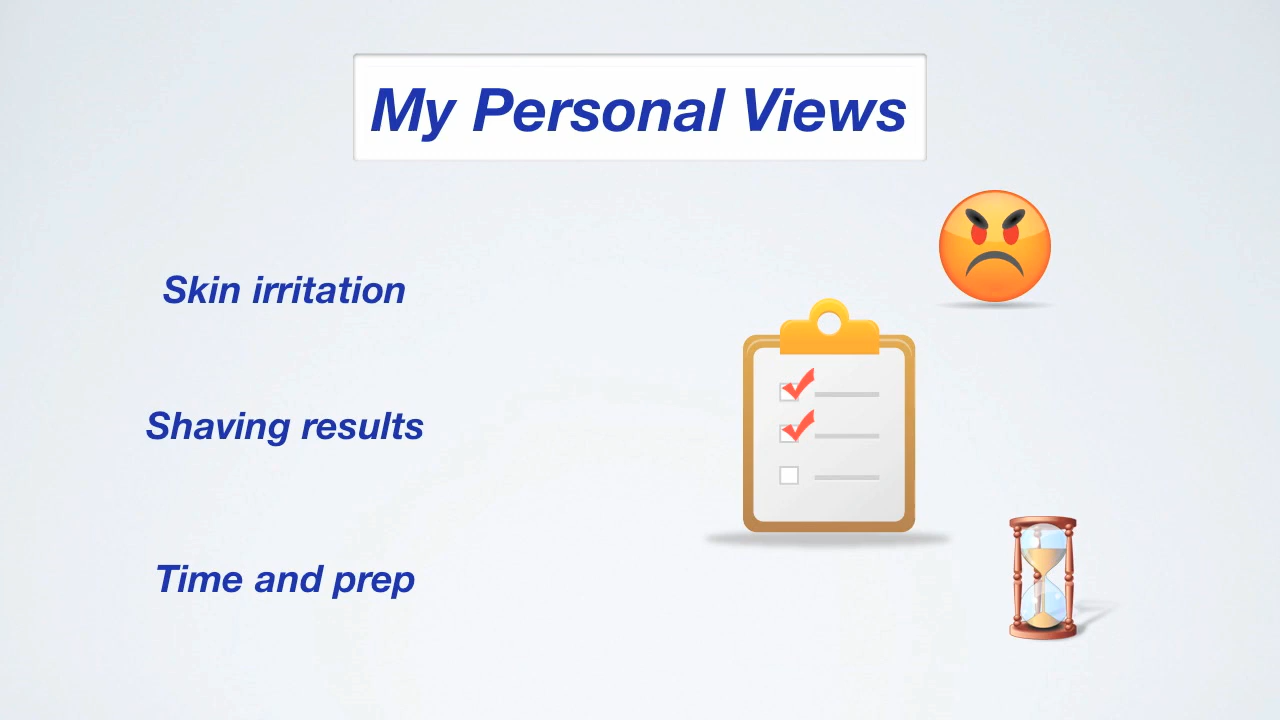 My Personal Views
Skin irritation
Shaving results
Time and prep